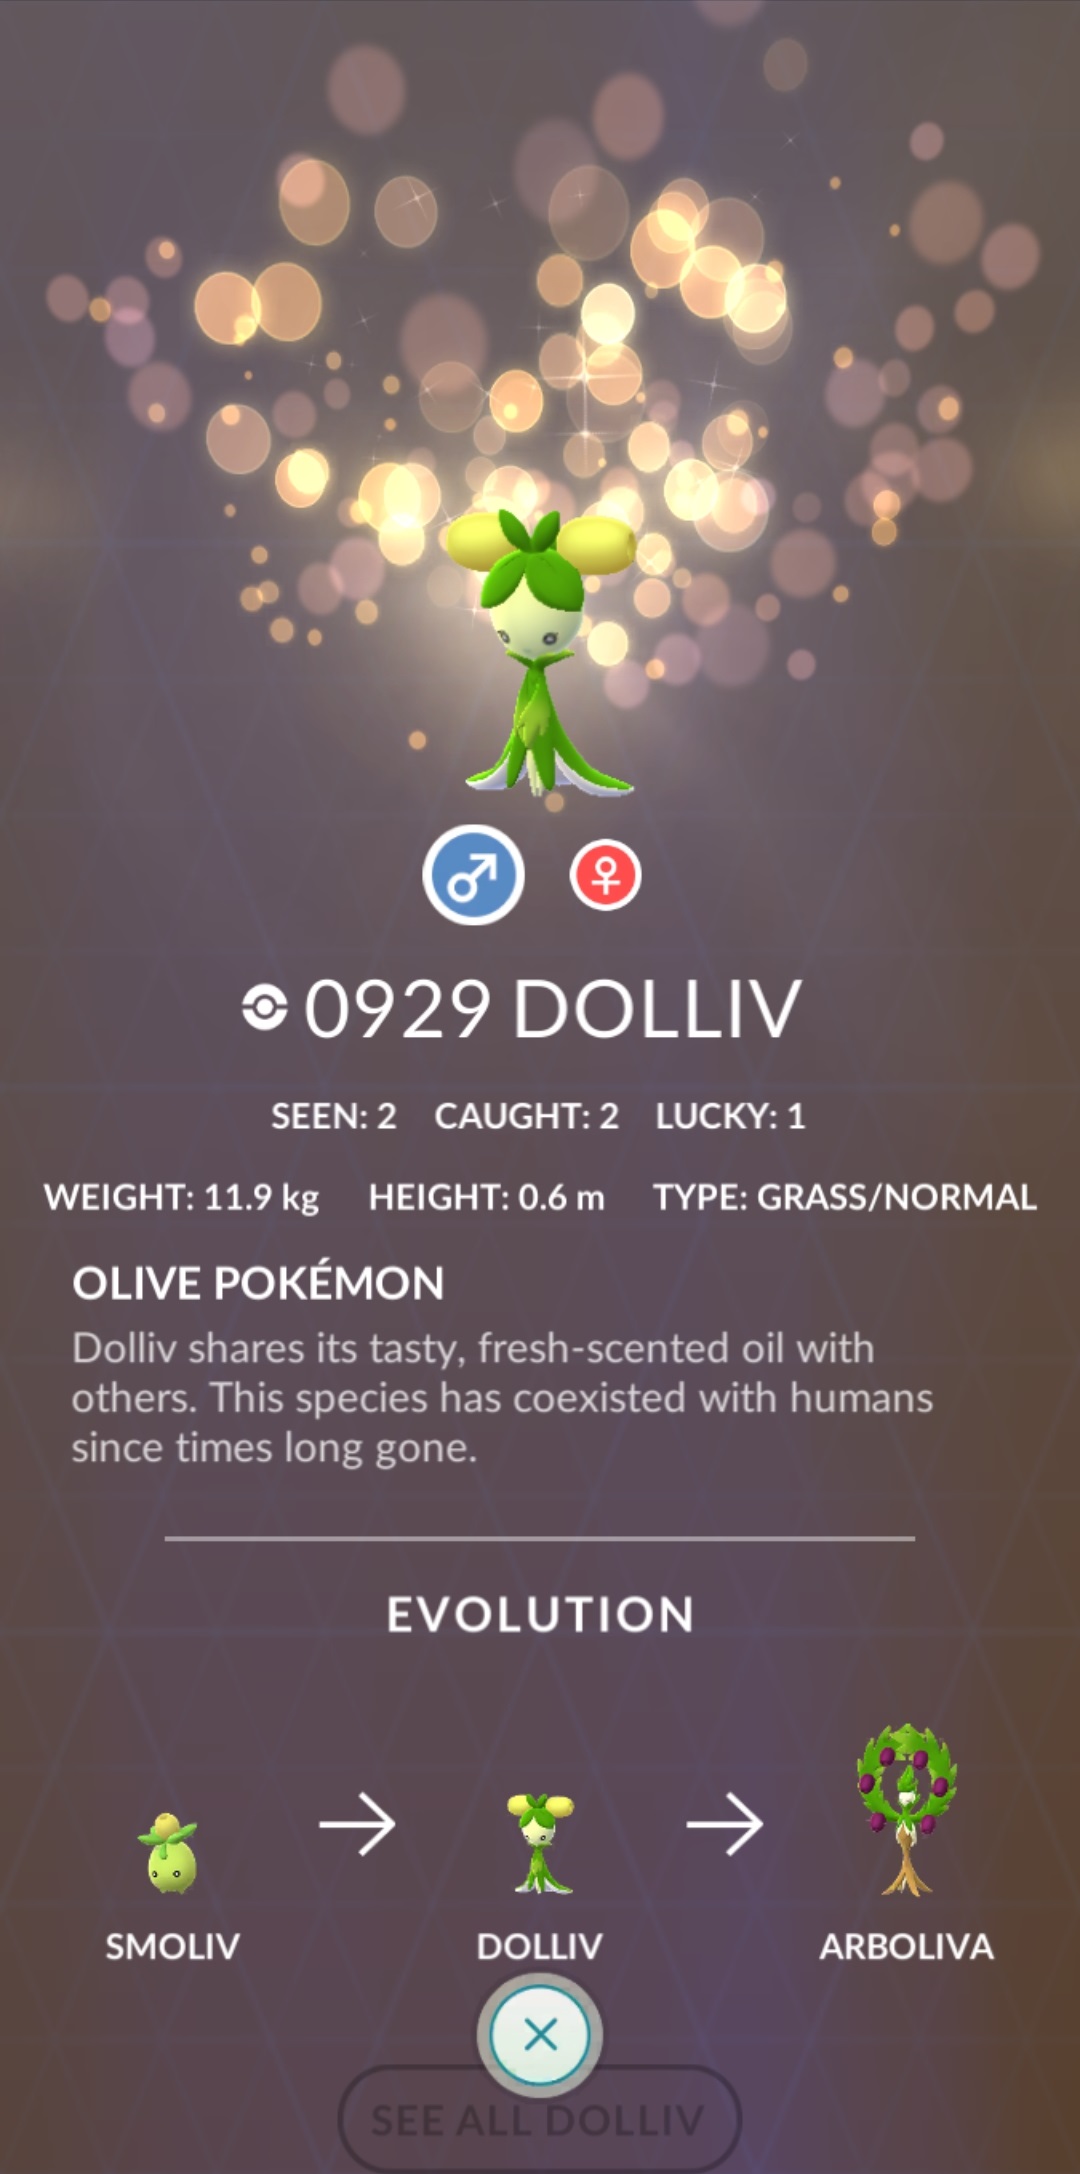 0929 DOLLIV
SEEN: 2 CAUGHT: 2 LUCKY: 1
WEIGHT: 11.9 kg HEIGHT: 0.6 m TYPE: GRASS/NORMAL
OLIVE POKÉMON
Dolliv shares its tasty, fresh-scented oil with
others. This species has coexisted with humans
since times long gone.
EVOLUTION
SMOLIV DOLLIV ARBOLIVA
SEE ALL DOLLIV